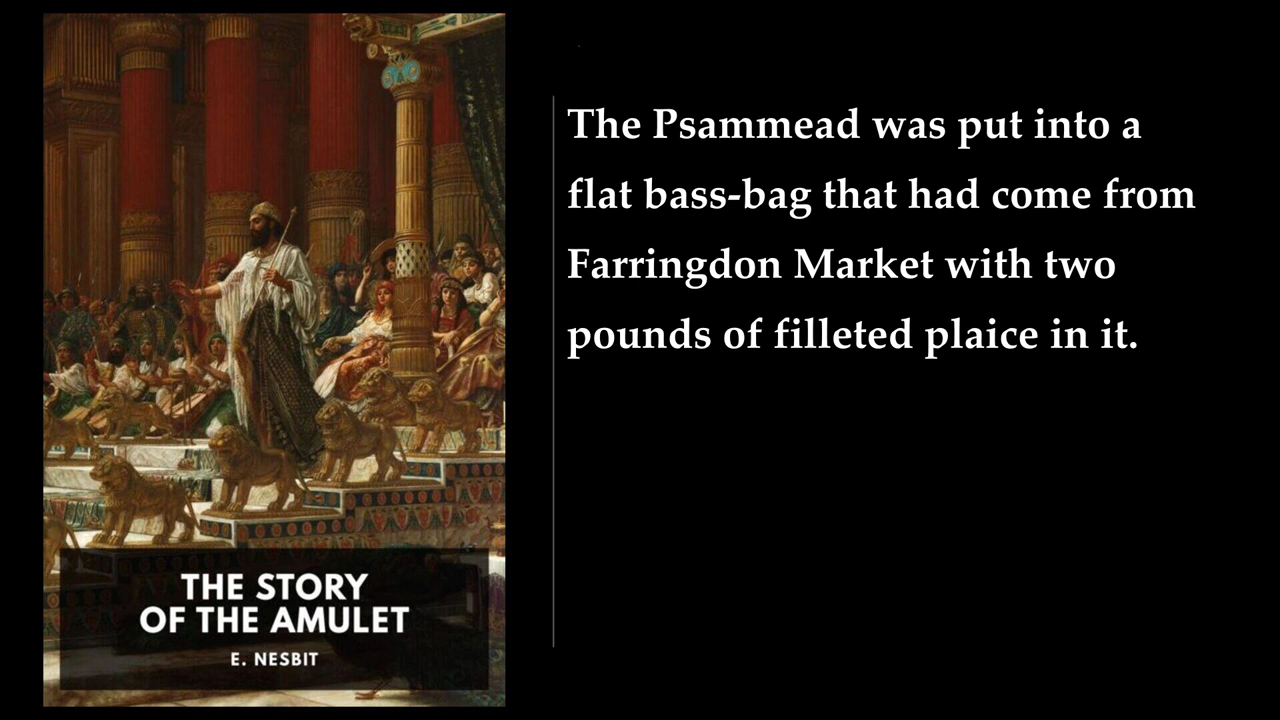 The Psammead was put into a
flat bass-bag that had come from
Farringdon Market with two
pounds of filleted plaice in it.
THE STORY
OF THE AMULET
E. NESBIT